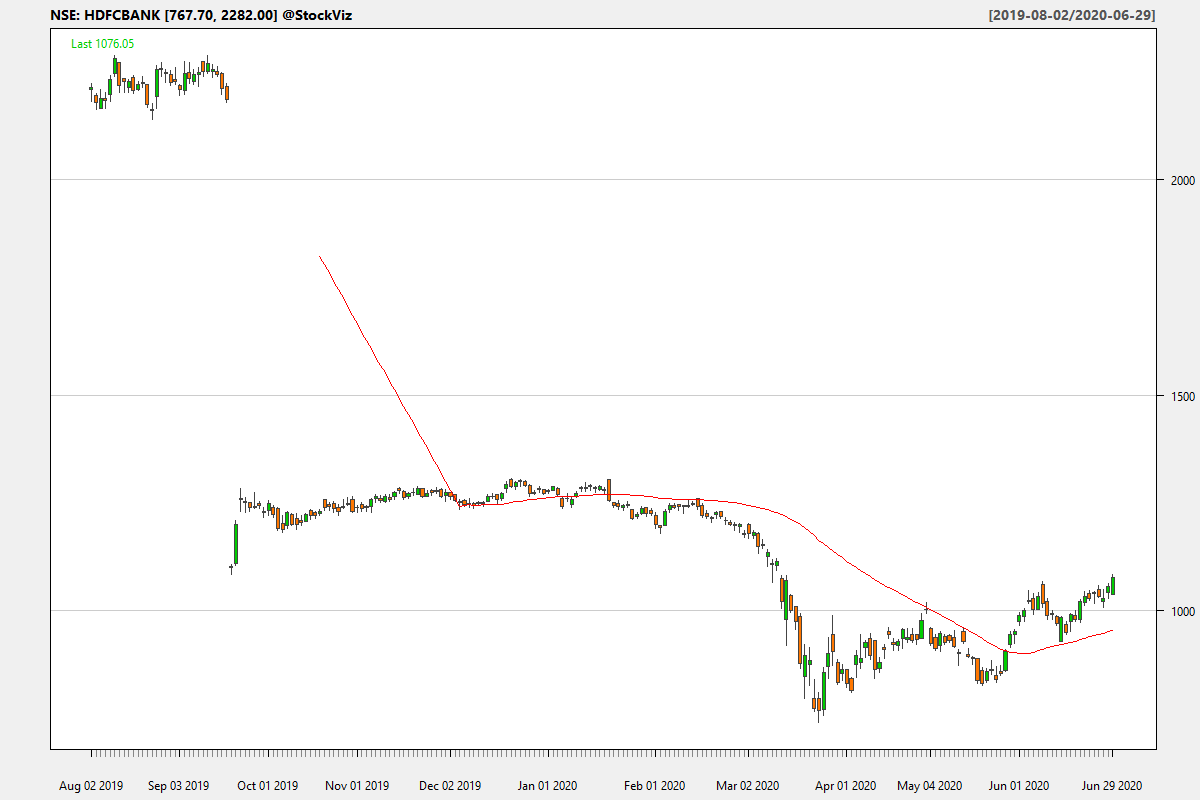 NSE: HDFCBANK [767.70, 2282.00] @StockViz
[2019-08-02/2020-06-29]
Last 1076.05
2000
1500
1000
Aug 02 2019 Sep 03 2019 Oct 01 2019 Nov 01 2019 Dec 02 2019 Jan 01 2020 Feb 01 2020 Mar 02 2020 Apr 01 2020 May 04 2020 Jun 01 2020 Jun 29 2020